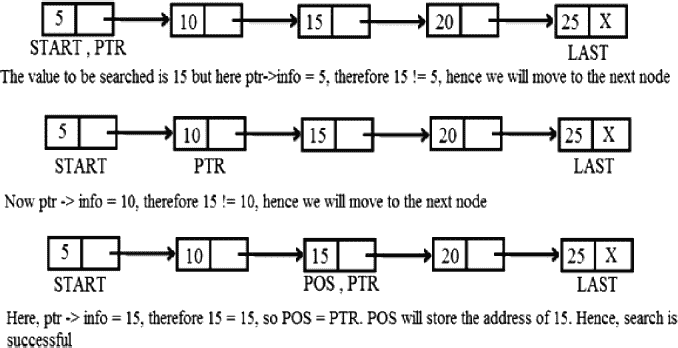 5 10 15 20 25 X
START , PTR LAST
The value to be searched is 15 but here ptr->info = 5, therefore 15 != 5, hence we will move to the next node
5 10 15 20 25 X
START PTR LAST
Now ptr -> info = 10, therefore 15 != 10, hence we will move to the next node
5 10 15 20 25 X
START POS , PTR LAST
Here, ptr -> info = 15, therefore 15 = 15, so POS = PTR. POS will store the address of 15. Hence, search is
successful